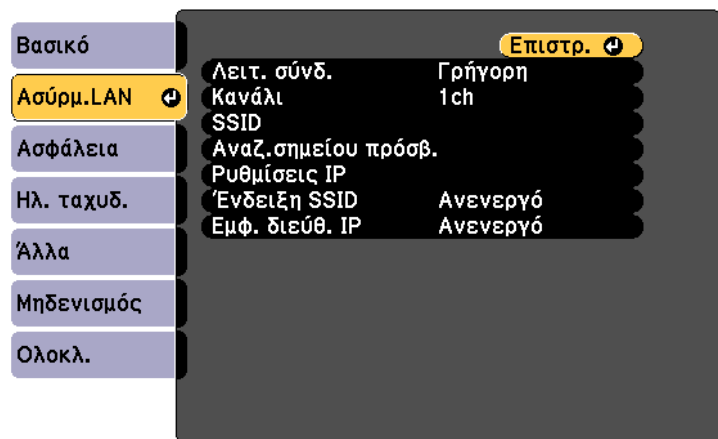 Βασικό
Ασύρμ.LAN
Ασφάλεια
Ηλ. ταχυδ.
Άλλα
Μηδενισμός
Ολοκλ.
Επιστρ.
Λειτ. σύνδ. Γρήγορη
Κανάλι 1ch
SSID
Αναζ.σημείου πρόσβ.
Ρυθμίσεις IP
Ένδειξη SSID Ανενεργό
Εμφ. διεύθ. IP Ανενεργό